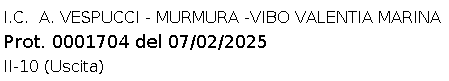 I.C. A. VESPUCCI - MURMURA -VIBO VALENTIA MARINA
Prot. 0001704 del 07/02/2025
II-10 (Uscita)